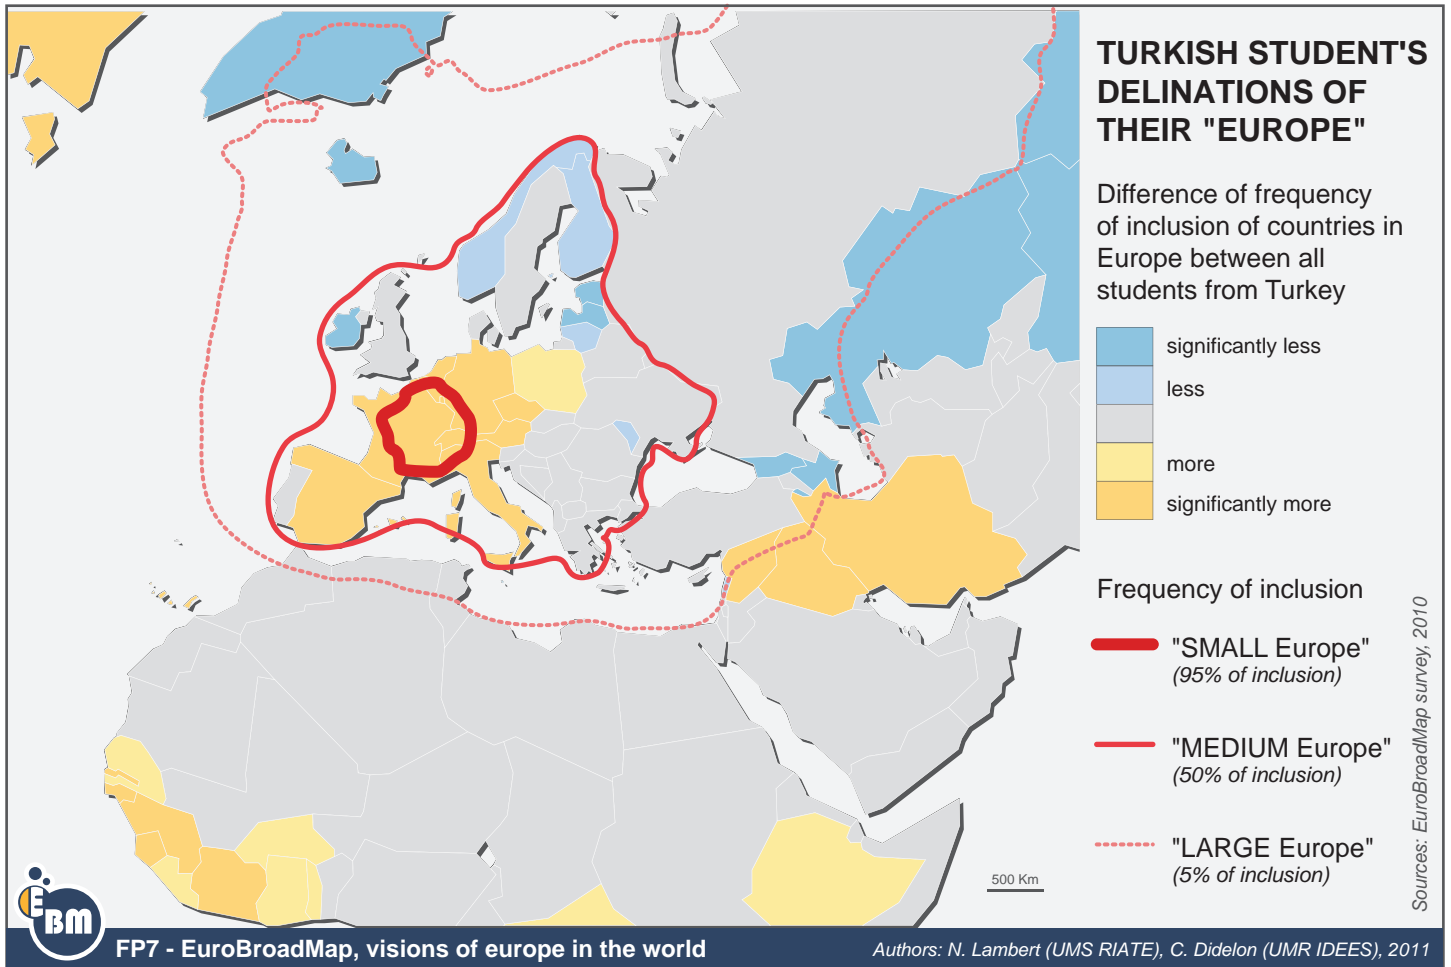 TURKISH STUDENT'S
DELINATIONS OF
THEIR "EUROPE"
Difference of frequency
of inclusion of countries in
Europe between all
students from Turkey
significantly less
less
more
significantly more
Frequency of inclusion
"SMALL Europe"
(95% of inclusion)
"MEDIUM Europe"
(50% of inclusion)
"LARGE Europe"
(5% of inclusion)
Sources: EuroBroadMap survey, 2010
500 Km
EBM
FP7 - EuroBroadMap, visions of europe in the world
Authors: N. Lambert (UMS RIATE), C. Didelon (UMR IDEES), 2011